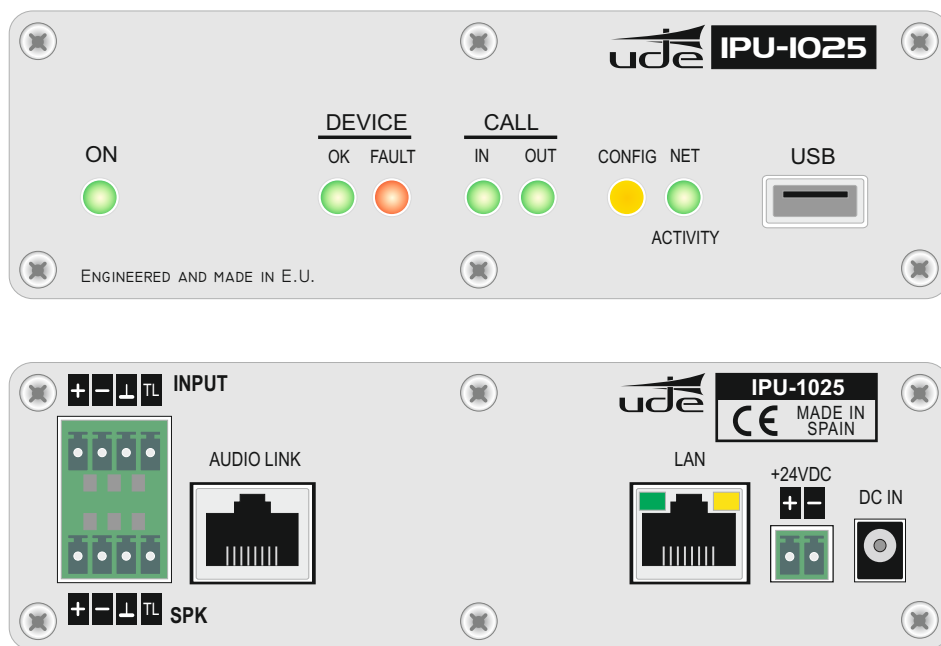 ude IPU-1025
DEVICE CALL
ON OK FAULT IN OUT CONFIG NET USB
ACTIVITY
ENGINEERED AND MADE IN E.U.
+ - ⊥ TL INPUT
ude IPU-1025
CE MADE IN
SPAIN
AUDIO LINK LAN +24VDC
+ - DC IN
+ - ⊥ TL SPK